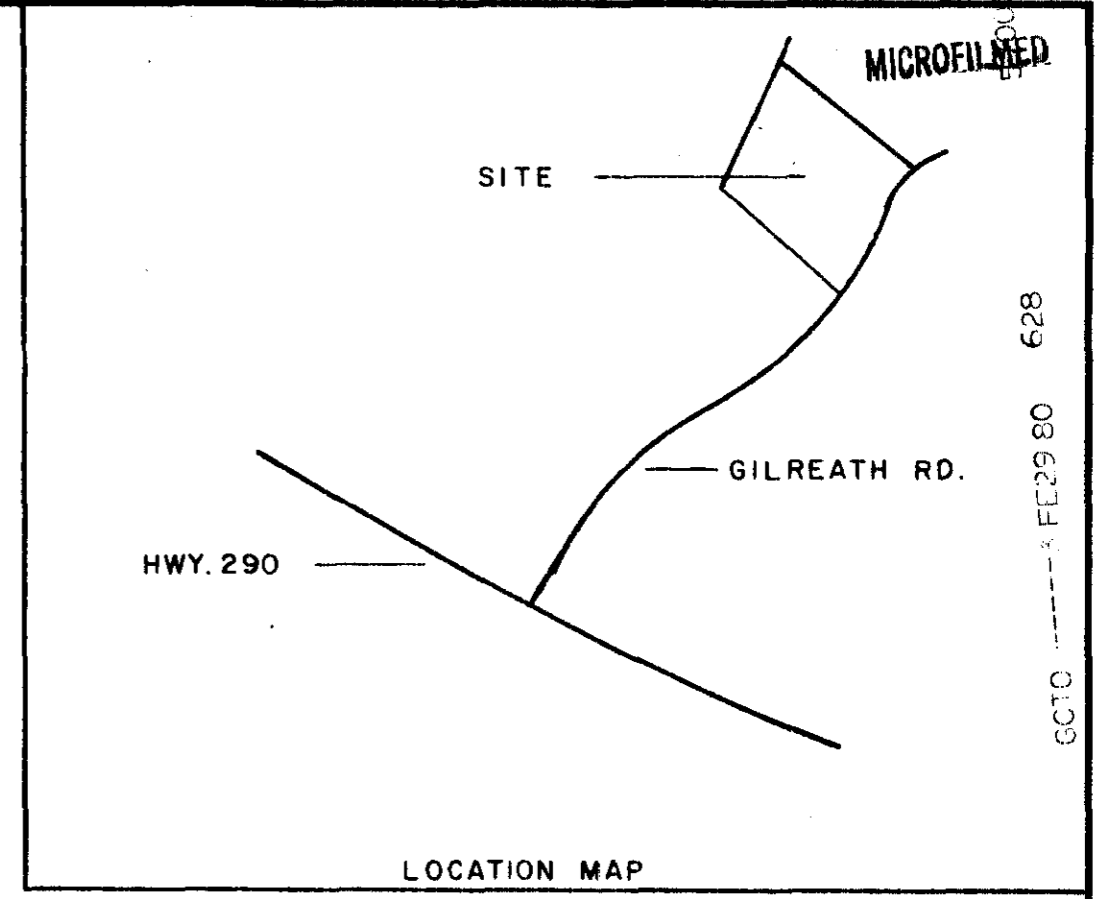 MICROFILMED
SITE
GILREATH RD.
HWY. 290
LOCATION MAP
GCTO ------ FE29 80 628